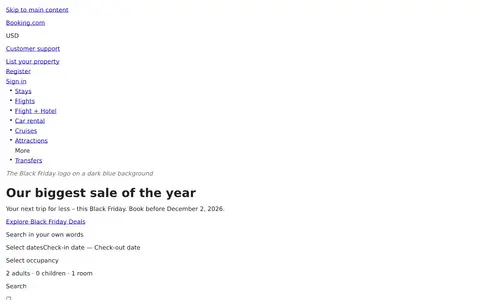 Skip to main content
Booking.com
USD
Customer support
List your property
Register
Sign in
Stays
Flights
Flight + Hotel
Car rental
Cruises
Attractions
More
Transfers
The Black Friday logo on a dark blue background
Our biggest sale of the year
Your next trip for less – this Black Friday. Book before December 2, 2026.
Explore Black Friday Deals
Search in your own words
Select datesCheck-in date — Check-out date
Select occupancy
2 adults · 0 children · 1 room
Search